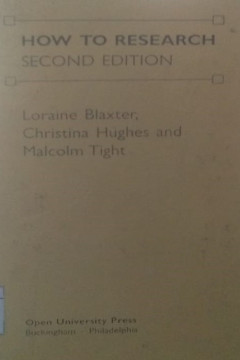 HOW TO RESEARCH
SECOND EDITION
Loraine Blaxter,
Christina Hughes and
Malcolm Tight
Open University Press
Buckingham · Philadelphia